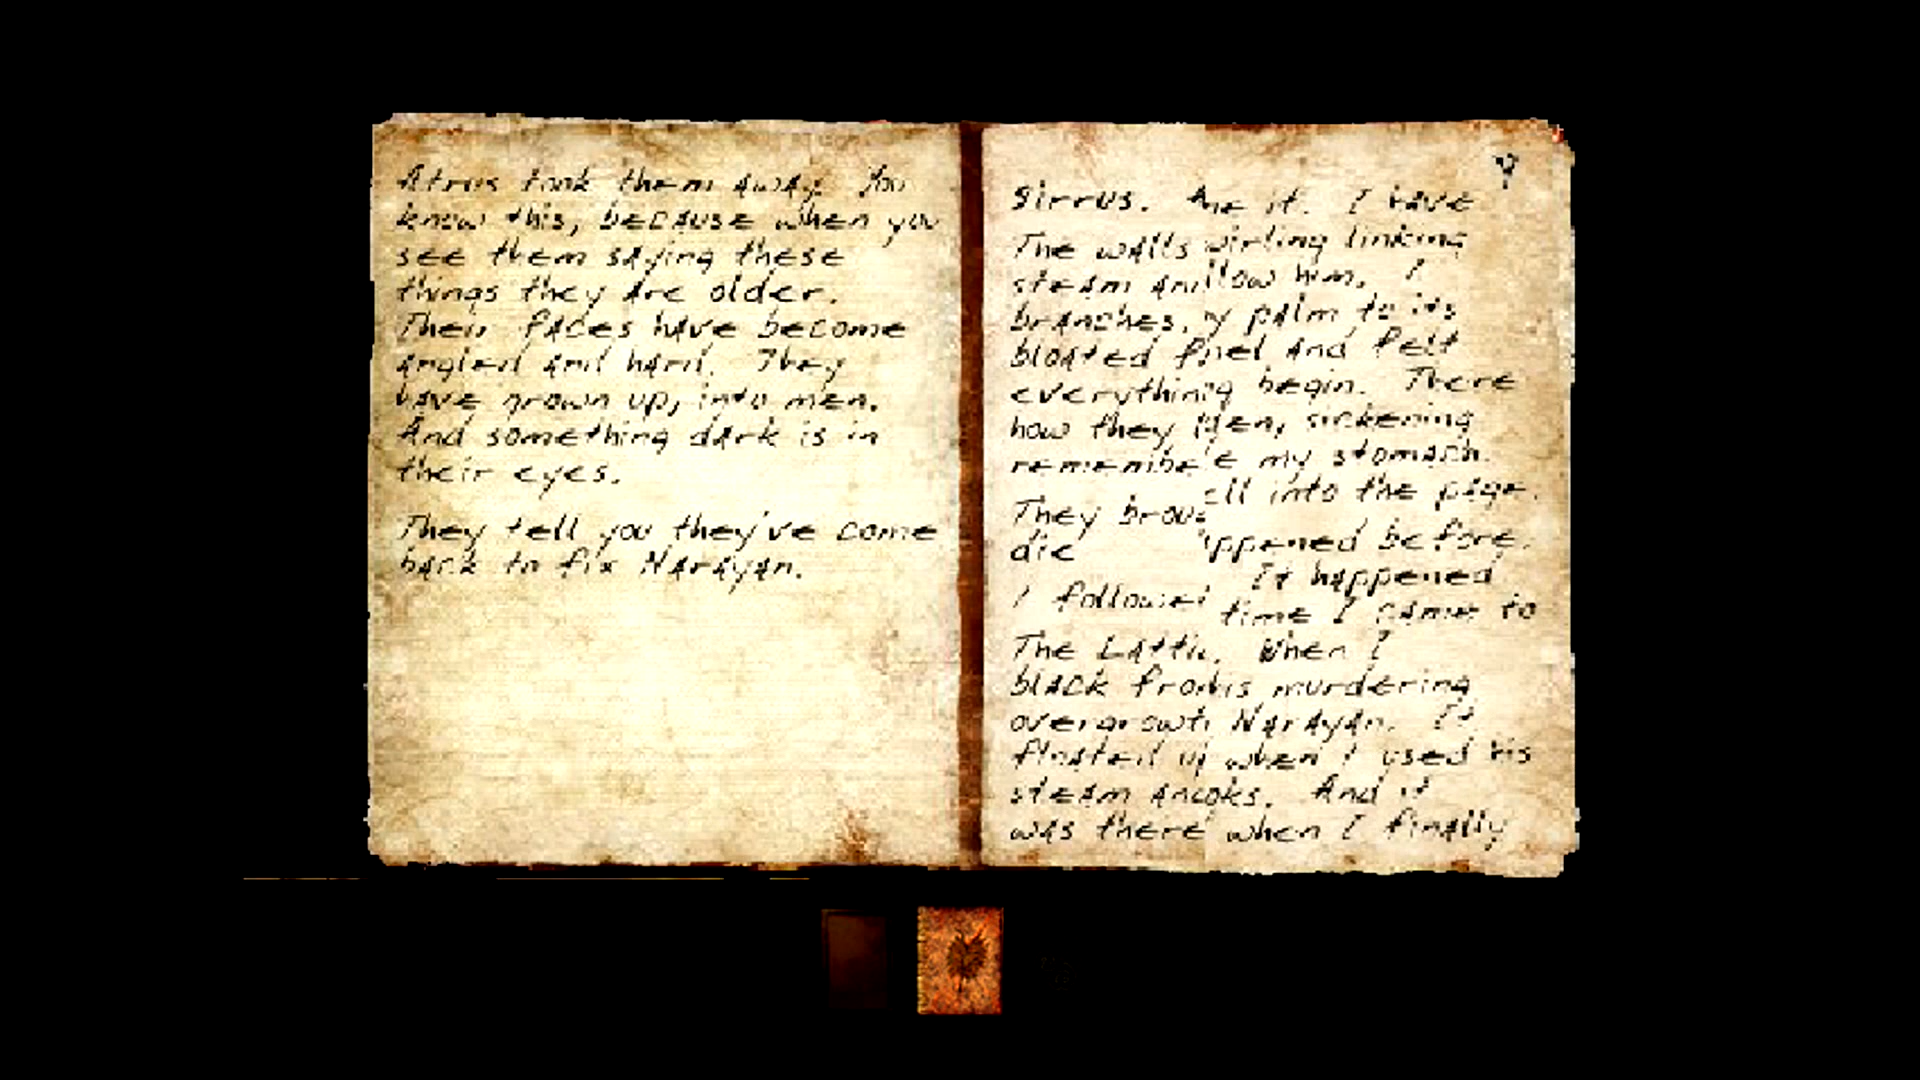 Atrus took them away. You
know this, because when you
see them saying these
things they are older.
Their faces have become
angled and hard. They
have grown up, into men.
And something dark is in
their eyes.
They tell you they've come
back to fix Narayan.
Sirrus. it. I have
The walls linking
steam him. I
branches. palm to its
bloated and felt
begin. There
how they sickening
my stomach.
into the page.
They before.
die It happened
I time I came to
The When I
black murdering
Narayan. It
when I used his
steam And it
was there when I finally